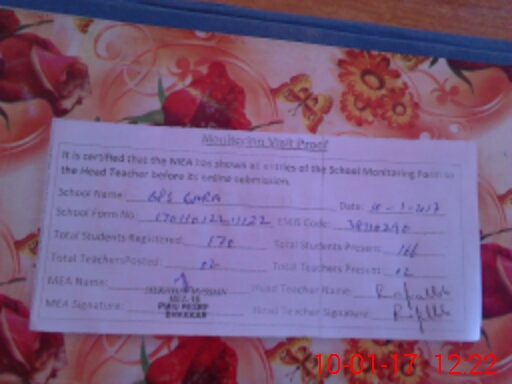 Monitoring Visit Proof
It is certified that the MEA has shown all entries of the School Monitoring Form to
the Head Teacher before its online submission.
School Name: GPS GARA Date: 10-1-2017
School Form No. EMIS Code:
Total Students Registered: 170 Total Students Present: 166
Total Teachers Posted: 02 Total Teachers Present: 02
MEA Name: Head Teacher Name: Rafiullah
MEA Signature: Head Teacher Signature:
10-01-17 12:22